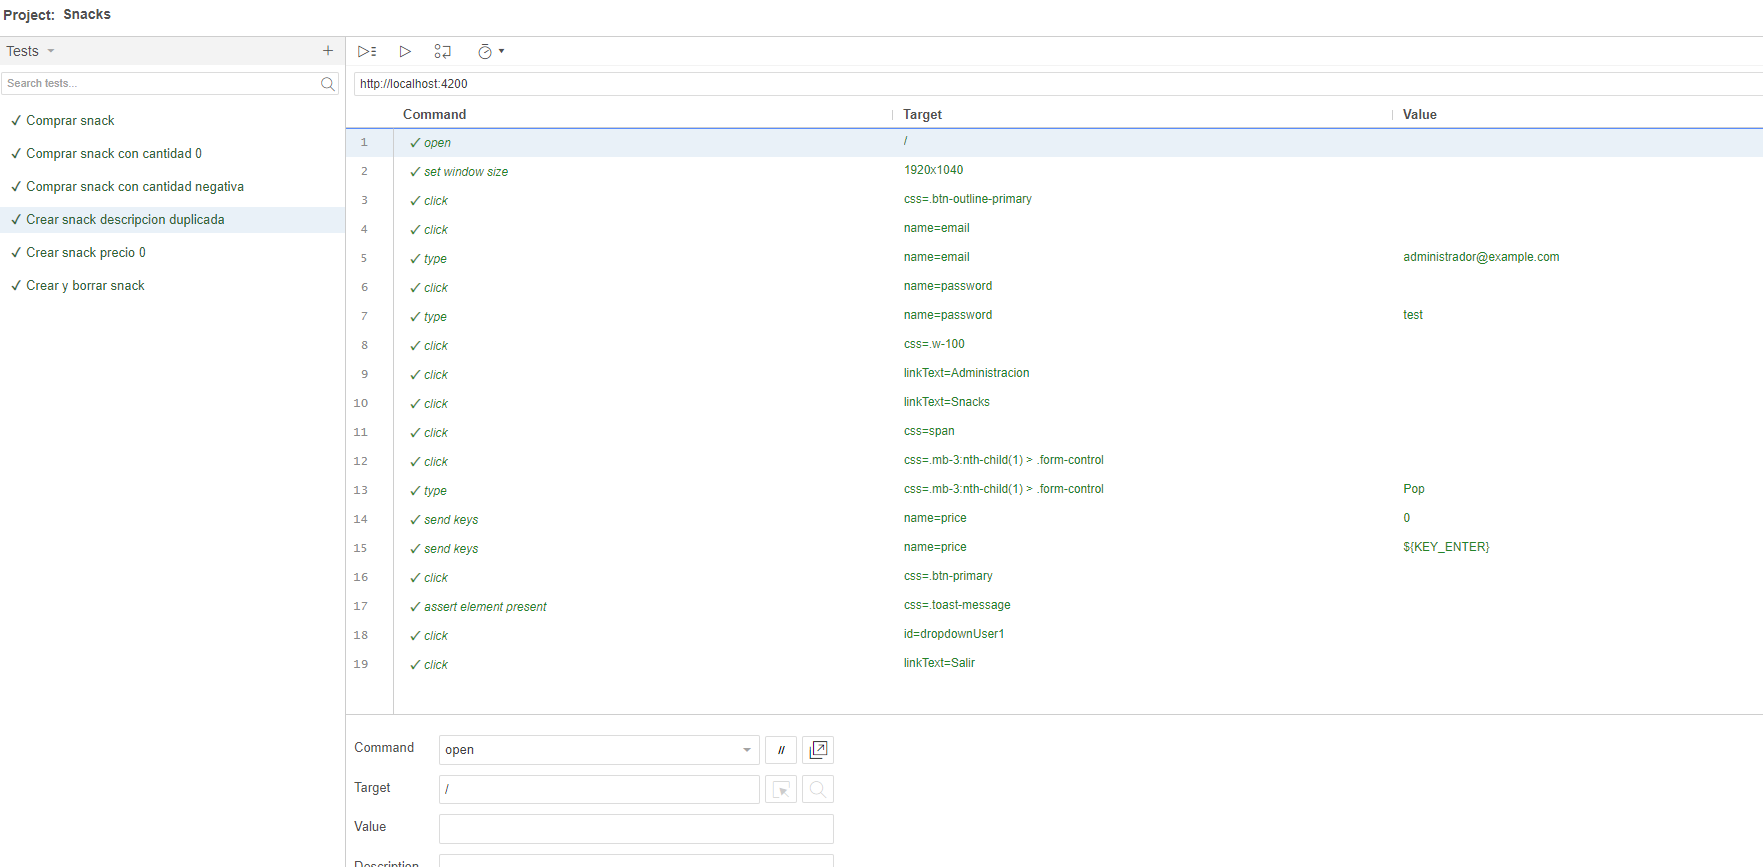 Project: Snacks
Tests
Search tests...
✓ Comprar snack
✓ Comprar snack con cantidad 0
✓ Comprar snack con cantidad negativa
✓ Crear snack descripcion duplicada
✓ Crear snack precio 0
✓ Crear y borrar snack
http://localhost:4200
Command Target Value
1 ✓ open /
2 ✓ set window size 1920x1040
3 ✓ click css=.btn-outline-primary
4 ✓ click name=email
5 ✓ type name=email administrador@example.com
6 ✓ click name=password
7 ✓ type name=password test
8 ✓ click css=.w-100
9 ✓ click linkText=Administracion
10 ✓ click linkText=Snacks
11 ✓ click css=span
12 ✓ click css=.mb-3:nth-child(1) > .form-control
13 ✓ type css=.mb-3:nth-child(1) > .form-control Pop
14 ✓ send keys name=price 0
15 ✓ send keys name=price ${KEY_ENTER}
16 ✓ click css=.btn-primary
17 ✓ assert element present css=.toast-message
18 ✓ click id=dropdownUser1
19 ✓ click linkText=Salir
Command open //
Target /
Value
Description